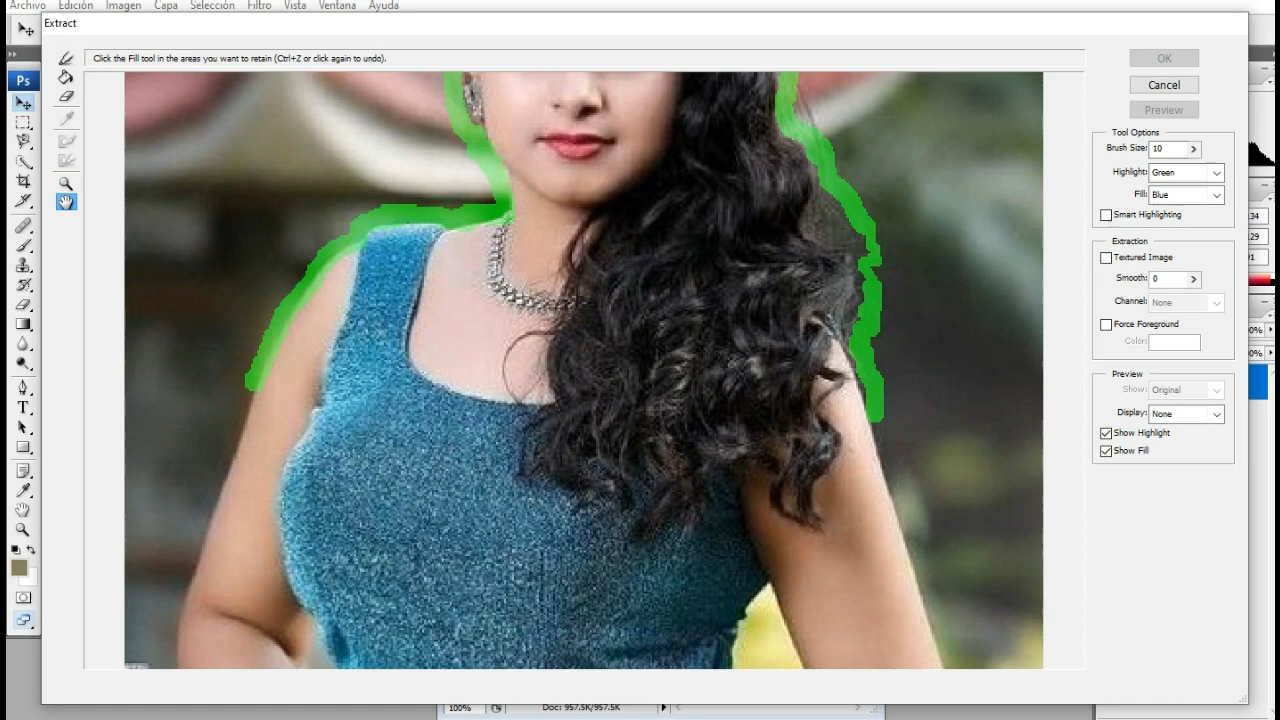 Archivo Edición Imagen Capa Selección Filtro Vista Ventana Ayuda
Extract
Click the Fill tool in the areas you want to retain (Ctrl+Z or click again to undo).
OK
Cancel
Preview
Tool Options
Brush Size: 10
Highlight: Green
Fill: Blue
Smart Highlighting
Extraction
Textured Image
Smooth: 0
Channel: None
Force Foreground
Color:
Preview
Show: Original
Display: None
Show Highlight
Show Fill
Ps
T
100% Doc: 957.5K/957.5K